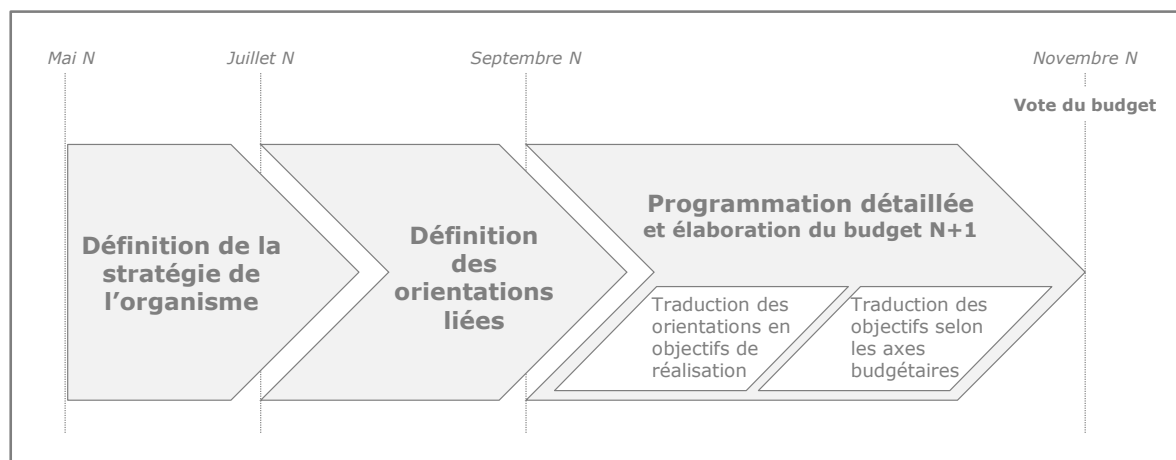 Mai N
Juillet N
Septembre N
Novembre N
Vote du budget
Définition de la
stratégie de
l’organisme
Définition
des
orientations
liées
Programmation détaillée
et élaboration du budget N+1
Traduction des
orientations en
objectifs de
réalisation
Traduction des
objectifs selon
les axes
budgétaires